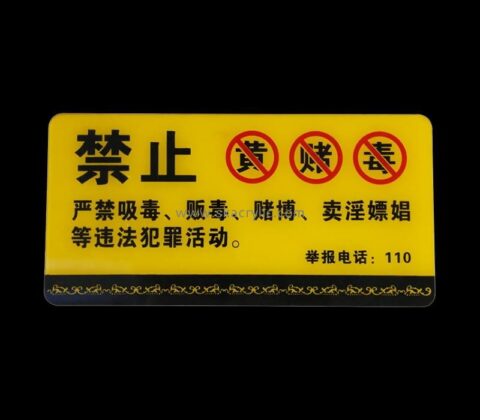 禁止 黄 赌 毒
严禁吸毒、贩毒、赌博、卖淫嫖娼
等违法犯罪活动。
举报电话：110